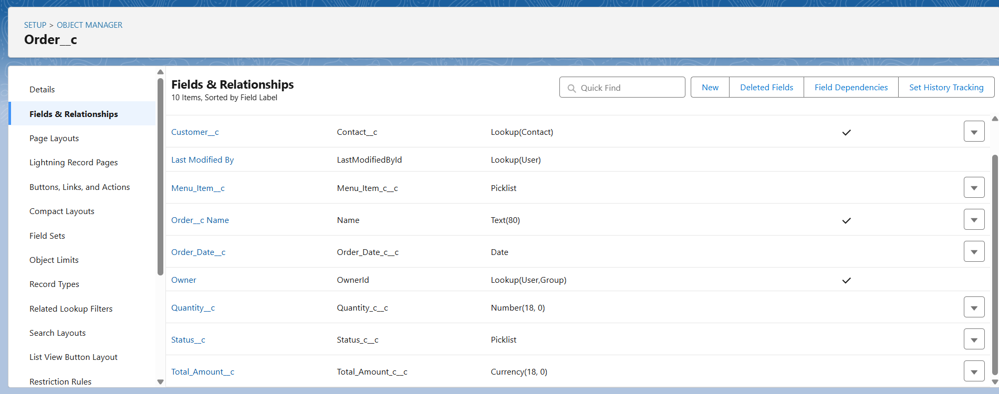 SETUP > OBJECT MANAGER
Order__c
Details
Fields & Relationships
Page Layouts
Lightning Record Pages
Buttons, Links, and Actions
Compact Layouts
Field Sets
Object Limits
Record Types
Related Lookup Filters
Search Layouts
List View Button Layout
Restriction Rules
Fields & Relationships
10 Items, Sorted by Field Label
Quick Find
New
Deleted Fields
Field Dependencies
Set History Tracking
Customer__c Contact__c Lookup(Contact)
Last Modified By LastModifiedById Lookup(User)
Menu_Item__c Menu_Item_c__c Picklist
Order__c Name Name Text(80)
Order_Date__c Order_Date_c__c Date
Owner OwnerId Lookup(User,Group)
Quantity__c Quantity_c__c Number(18, 0)
Status__c Status_c__c Picklist
Total_Amount__c Total_Amount_c__c Currency(18, 0)